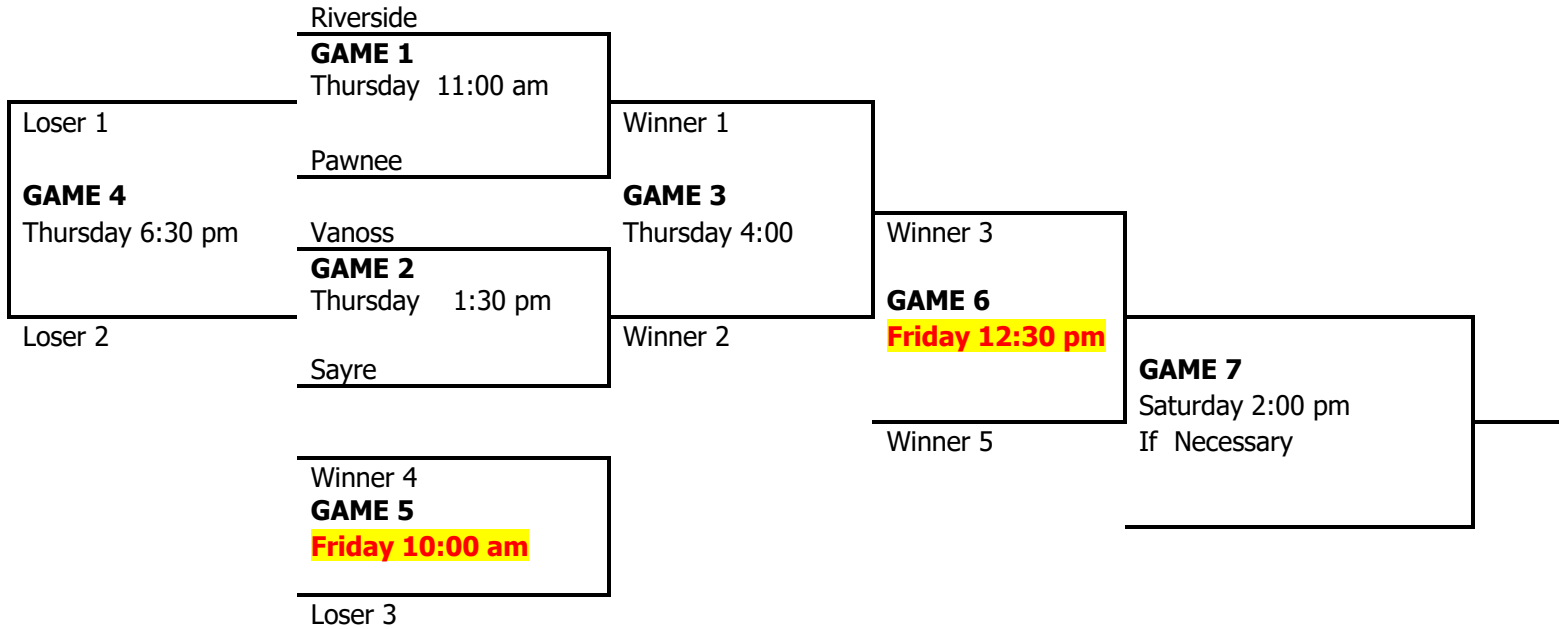 Riverside
GAME 1
Thursday 11:00 am
Pawnee
Loser 1
GAME 4
Thursday 6:30 pm
Loser 2
Vanoss
GAME 2
Thursday 1:30 pm
Sayre
Winner 1
GAME 3
Thursday 4:00
Winner 2
Winner 4
GAME 5
Friday 10:00 am
Loser 3
Winner 3
GAME 6
Friday 12:30 pm
Winner 5
GAME 7
Saturday 2:00 pm
If Necessary